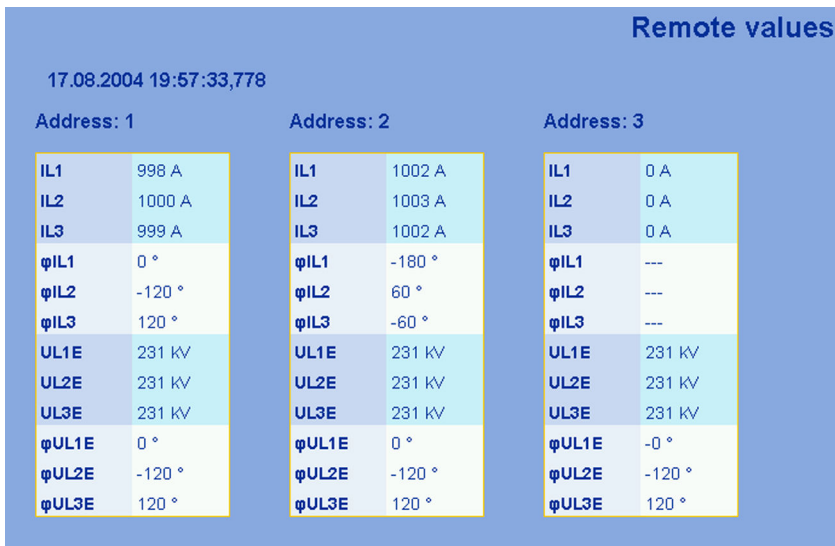 Remote values
17.08.2004 19:57:33,778
Address: 1
IL1 998 A
IL2 1000 A
IL3 999 A
φIL1 0 °
φIL2 -120 °
φIL3 120 °
UL1E 231 kV
UL2E 231 kV
UL3E 231 kV
φUL1E 0 °
φUL2E -120 °
φUL3E 120 °
Address: 2
IL1 1002 A
IL2 1003 A
IL3 1002 A
φIL1 -180 °
φIL2 60 °
φIL3 -60 °
UL1E 231 kV
UL2E 231 kV
UL3E 231 kV
φUL1E 0 °
φUL2E -120 °
φUL3E 120 °
Address: 3
IL1 0 A
IL2 0 A
IL3 0 A
φIL1 ---
φIL2 ---
φIL3 ---
UL1E 231 kV
UL2E 231 kV
UL3E 231 kV
φUL1E -0 °
φUL2E -120 °
φUL3E 120 °